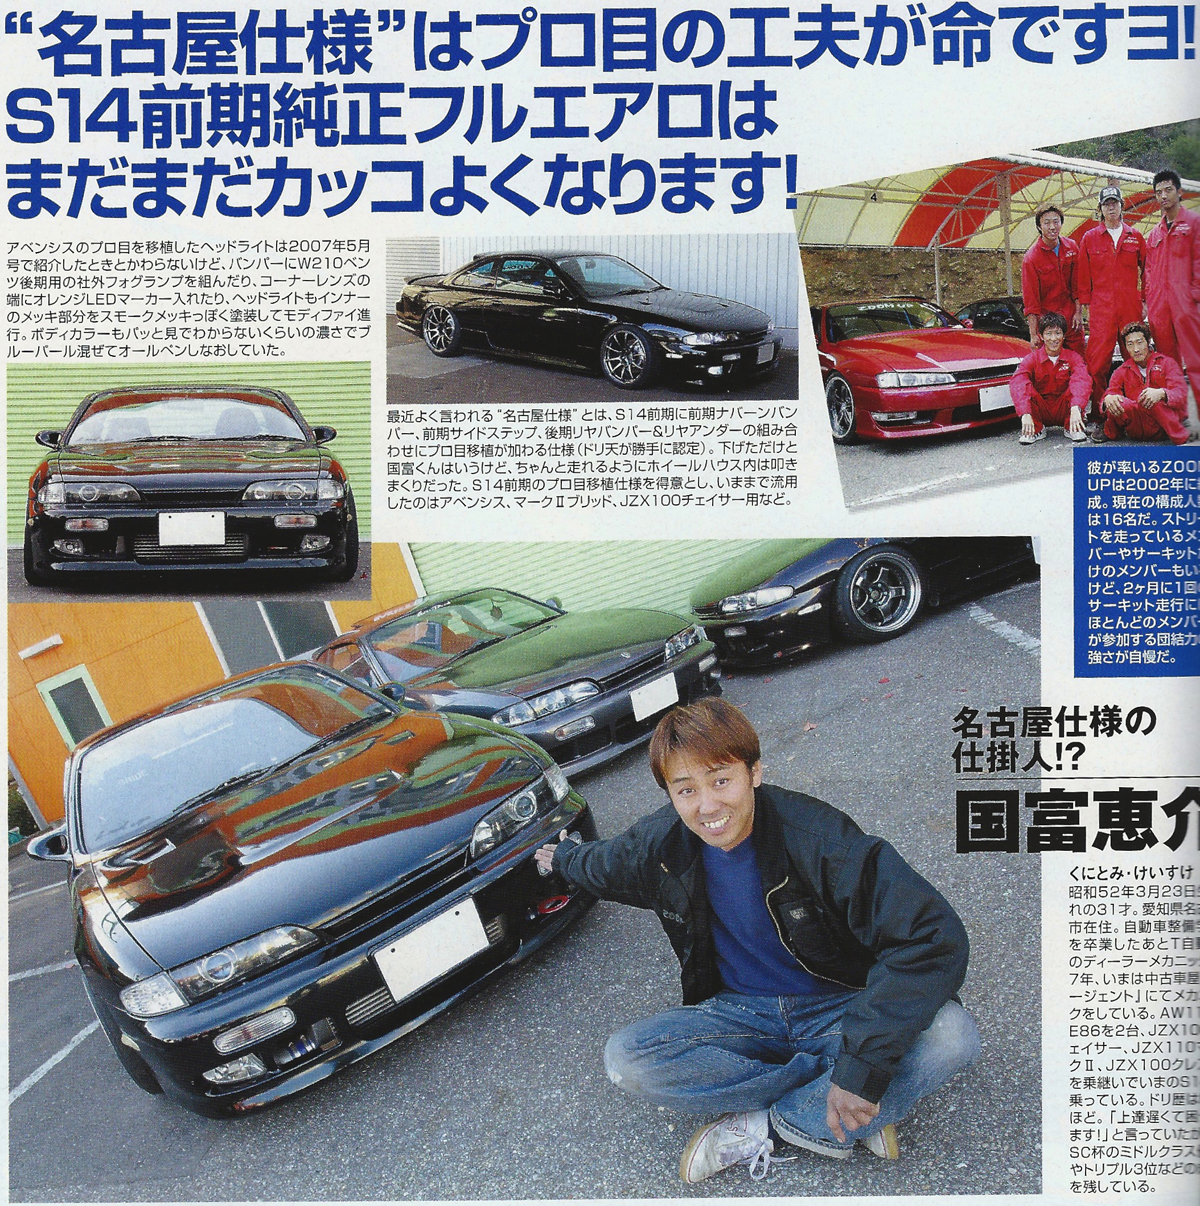 “名古屋仕様”はプロ目の工夫が命ですヨ!
S14前期純正フルエアロは
まだまだカッコよくなります!
アベンシスのプロ目を移植したヘッドライトは2007年5月
号で紹介したときとかわらないけど、バンパーにW210ベン
ツ後期用の社外フォグランプを組んだり、コーナーレンズの
端にオレンジLEDマーカー入れたり、ヘッドライトもインナー
のメッキ部分をスモークメッキっぽく塗装してモディファイ進
行。ボディカラーもパッと見でわからないくらいの濃さでブ
ルーパール混ぜてオールペンしなおしていた。
最近よく言われる“名古屋仕様”とは、S14前期に前期ナバーンバン
パー、前期サイドステップ、後期リヤバンパー&リヤアンダーの組み合
わせにプロ目移植が加わる仕様(ドリ天が勝手に認定)。下げただけと
国富くんはいうけど、ちゃんと走れるようにホイールハウス内は叩き
まくりだった。S14前期のプロ目移植仕様を得意とし、いままで流用
したのはアベンシス、マークⅡブリッド、JZX100チェイサー用など。
4
彼が率いるZOO
UPは2002年に
成。現在の構成人
は16名だ。ストリ
トを走っているメ
バーやサーキット
けのメンバーもい
けど、2ヶ月に1回
サーキット走行に
ほとんどのメンバ
が参加する団結力
強さが自慢だ。
名古屋仕様の
仕掛人!?
国富恵介
くにとみ・けいすけ
昭和52年3月23日
れの31才。愛知県名
市在住。自動車整備
を卒業したあとT自
のディーラーメカニッ
7年、いまは中古車屋
ージェント」にてメカ
クをしている。AW11
E86を2台、JZX10
ェイサー、JZX110
クⅡ、JZX100クレ
を乗継いでいまのS1
乗っている。ドリ歴は
ほど。「上達遅くて困
ます!」と言っていた
SC杯のミドルクラス
やトリプル3位などの
を残している。